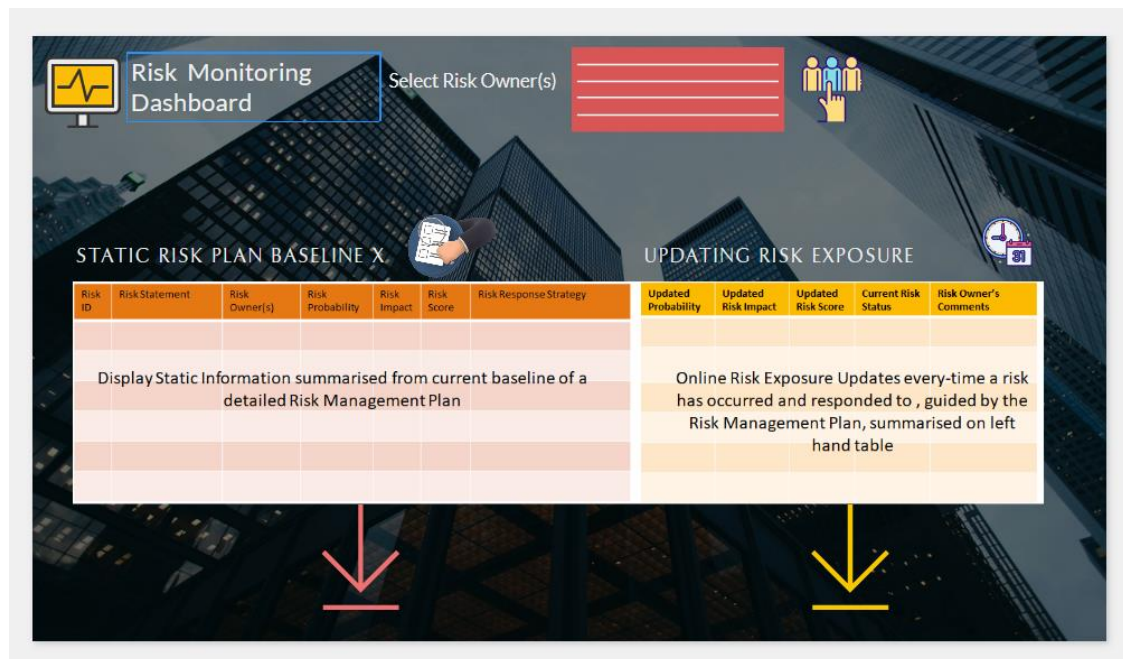 Risk Monitoring
Dashboard
Select Risk Owner(s)
STATIC RISK PLAN BASELINE X.
UPDATING RISK EXPOSURE
31
Risk ID
Risk Statement
Risk Owner(s)
Risk Probability
Risk Impact
Risk Score
Risk Response Strategy
Display Static Information summarised from current baseline of a
detailed Risk Management Plan
Updated Probability
Updated Risk Impact
Updated Risk Score
Current Risk Status
Risk Owner's Comments
Online Risk Exposure Updates every-time a risk
has occurred and responded to , guided by the
Risk Management Plan, summarised on left
hand table